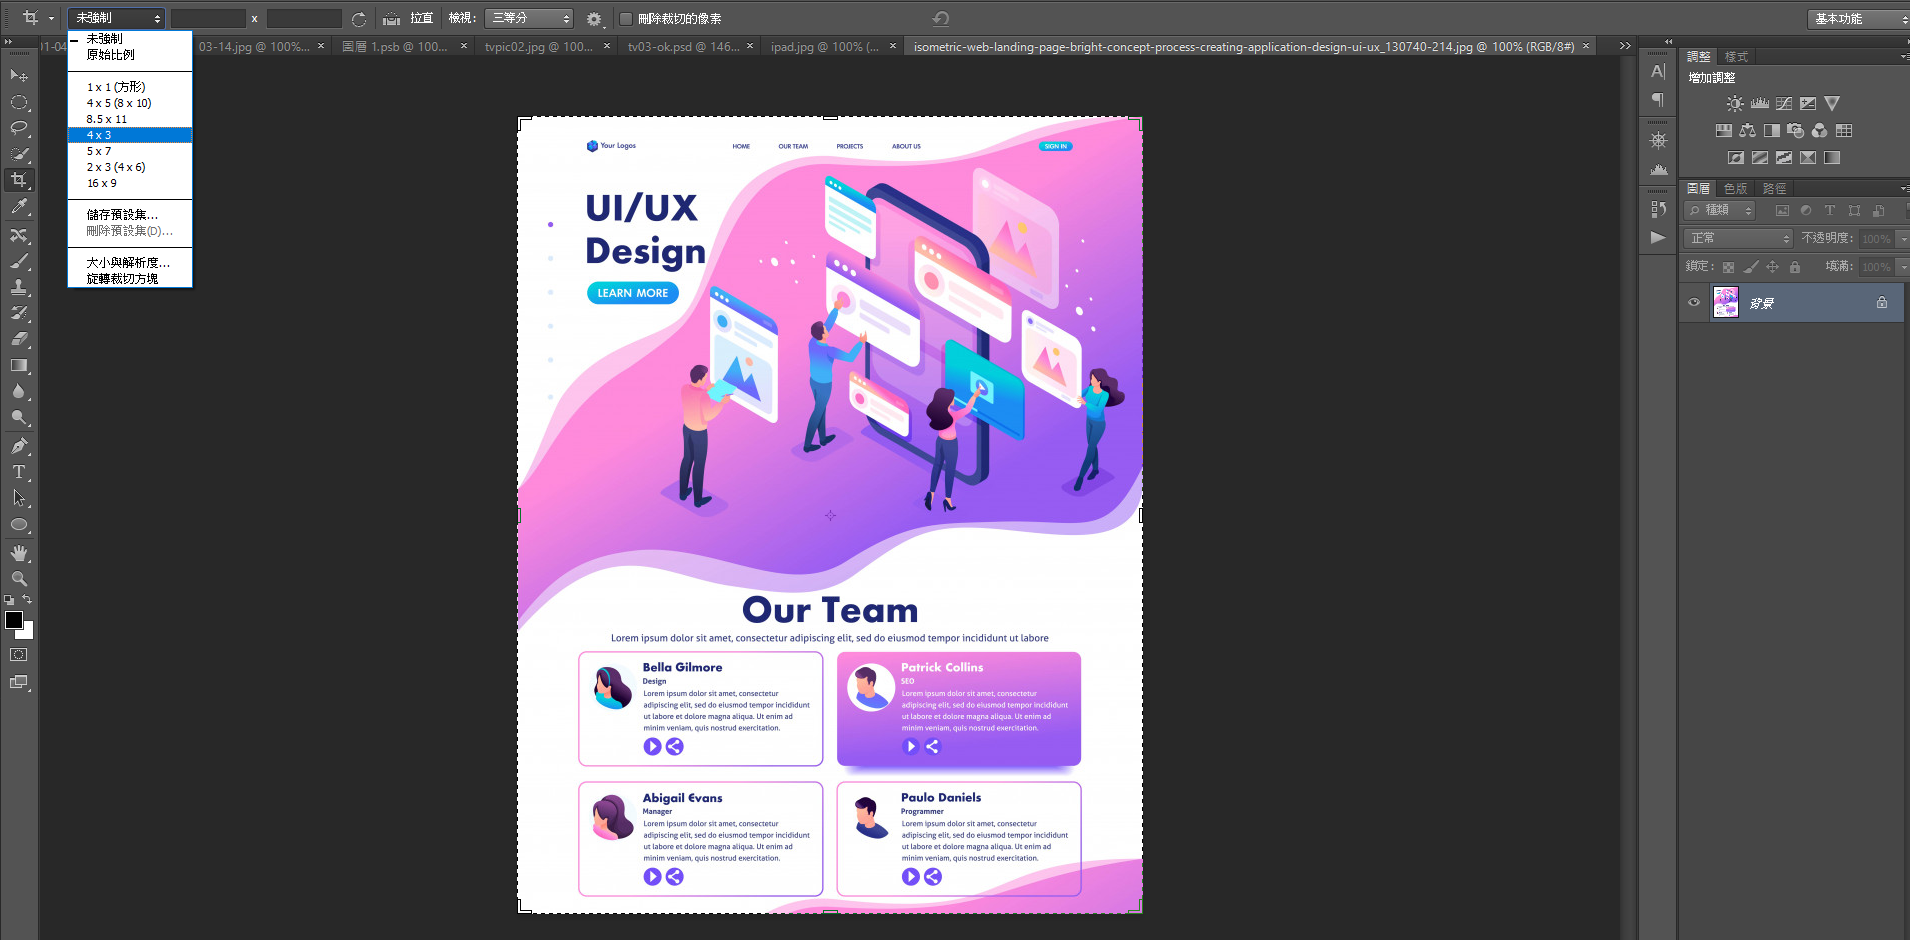 未強制
x
拉直
檢視:
三等分
刪除裁切的像素
基本功能
01-04
03-14.jpg @ 100%... ×
圖層 1.psb @ 100... ×
tvpic02.jpg @ 100... ×
tv03-ok.psd @ 146... ×
ipad.jpg @ 100% (... ×
isometric-web-landing-page-bright-concept-process-creating-application-design-ui-ux_130740-214.jpg @ 100% (RGB/8#) ×
未強制
原始比例
1 x 1 (方形)
4 x 5 (8 x 10)
8.5 x 11
4 x 3
5 x 7
2 x 3 (4 x 6)
16 x 9
儲存預設集...
刪除預設集(D)...
大小與解析度...
旋轉裁切方塊
Your Logos
HOME
OUR TEAM
PROJECTS
ABOUT US
SIGN IN
UI/UX
Design
LEARN MORE
Our Team
Lorem ipsum dolor sit amet, consectetur adipiscing elit, sed do eiusmod tempor incididunt ut labore
Bella Gilmore
Design
Lorem ipsum dolor sit amet, consectetur
adipiscing elit, sed do eiusmod tempor incididunt
ut labore et dolore magna aliqua. Ut enim ad
minim veniam, quis nostrud exercitation.
Patrick Collins
SEO
Lorem ipsum dolor sit amet, consectetur
adipiscing elit, sed do eiusmod tempor incididunt
ut labore et dolore magna aliqua. Ut enim ad
minim veniam, quis nostrud exercitation.
Abigail Evans
Manager
Lorem ipsum dolor sit amet, consectetur
adipiscing elit, sed do eiusmod tempor incididunt
ut labore et dolore magna aliqua. Ut enim ad
minim veniam, quis nostrud exercitation.
Paulo Daniels
Programmer
Lorem ipsum dolor sit amet, consectetur
adipiscing elit, sed do eiusmod tempor incididunt
ut labore et dolore magna aliqua. Ut enim ad
minim veniam, quis nostrud exercitation.
調整
樣式
增加調整
圖層
色版
路徑
種類
正常
不透明度:
100%
鎖定:
填滿:
100%
背景